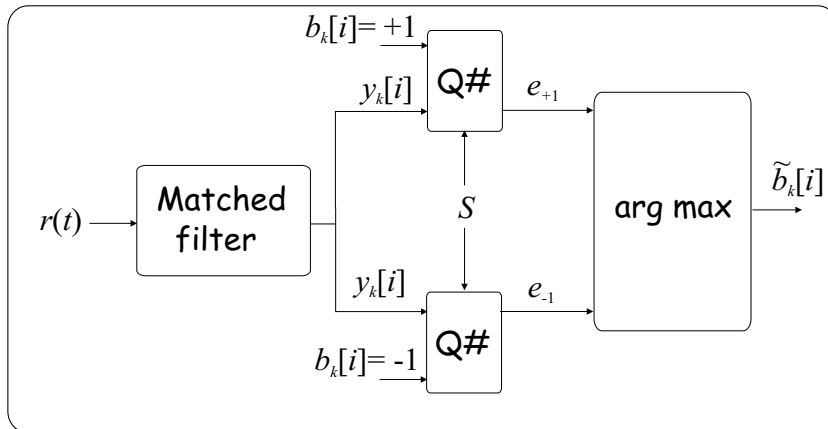 b_k[i]= +1
Q#
y_k[i]
e_{+1}
Matched
filter
r(t)
S
arg max
b̃_k[i]
y_k[i]
e_{-1}
Q#
b_k[i]= -1